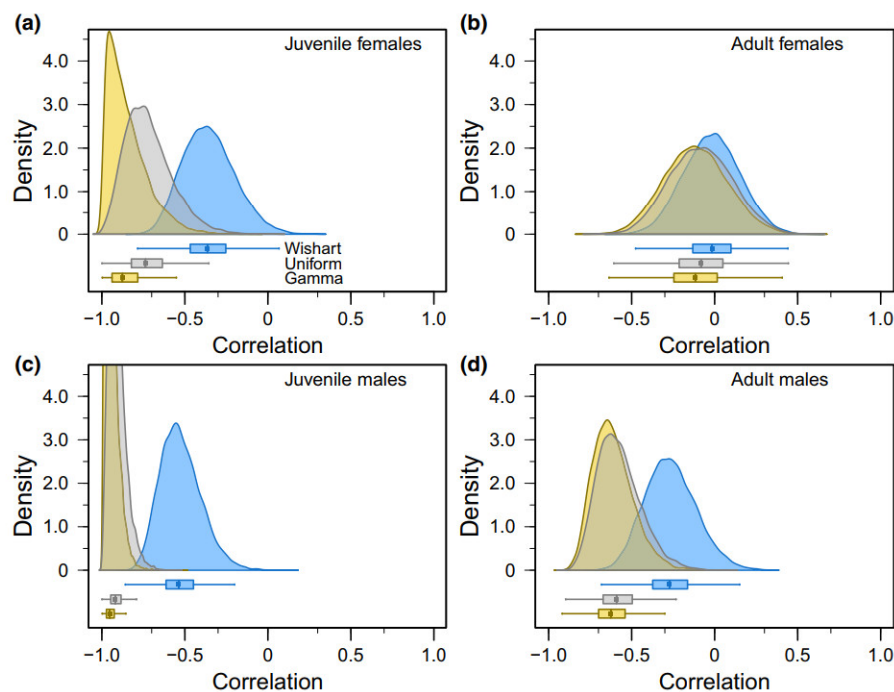 (a)
Juvenile females
Density
4.0
3.0
2.0
1.0
0
Wishart
Uniform
Gamma
−1.0 −0.5 0 0.5 1.0
Correlation
(b)
Adult females
Density
4.0
3.0
2.0
1.0
0
−1.0 −0.5 0 0.5 1.0
Correlation
(c)
Juvenile males
Density
4.0
3.0
2.0
1.0
0
−1.0 −0.5 0 0.5 1.0
Correlation
(d)
Adult males
Density
4.0
3.0
2.0
1.0
0
−1.0 −0.5 0 0.5 1.0
Correlation